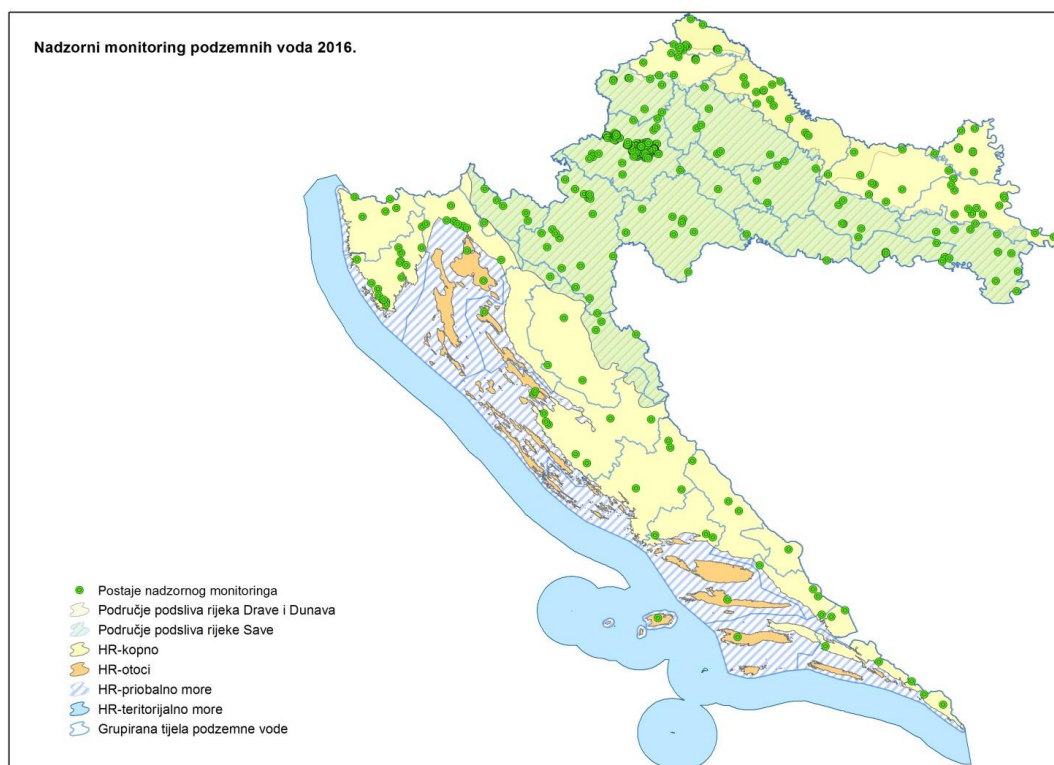 Nadzorni monitoring podzemnih voda 2016.
Postaje nadzornog monitoringa
Područje podsliva rijeka Drave i Dunava
Područje podsliva rijeke Save
HR-kopno
HR-otoci
HR-priobalno more
HR-teritorijalno more
Grupirana tijela podzemne vode